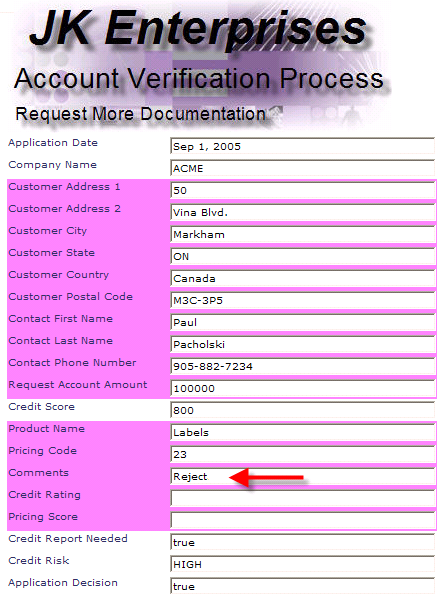 JK Enterprises
Account Verification Process
Request More Documentation
Application Date Sep 1, 2005
Company Name ACME
Customer Address 1 50
Customer Address 2 Vina Blvd.
Customer City Markham
Customer State ON
Customer Country Canada
Customer Postal Code M3C-3P5
Contact First Name Paul
Contact Last Name Pacholski
Contact Phone Number 905-882-7234
Request Account Amount 100000
Credit Score 800
Product Name Labels
Pricing Code 23
Comments Reject
Credit Rating
Pricing Score
Credit Report Needed true
Credit Risk HIGH
Application Decision true